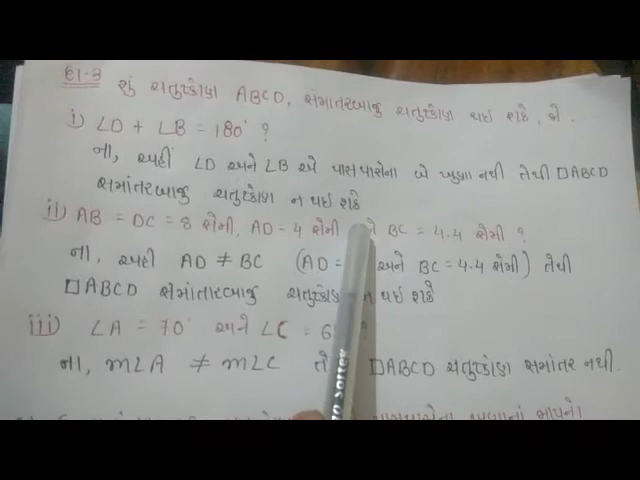 દા-3 શું ચતુષ્કોણ ABCD, સમાંતરબાજુ ચતુષ્કોણ થઈ શકે, જો.
i) ∠D + ∠B = 180° ?
ના, અહીં ∠D અને ∠B એ પાસપાસેના બે ખૂણા નથી તેથી □ABCD
સમાંતરબાજુ ચતુષ્કોણ ન થઈ શકે
ii) AB = DC = 8 સેમી, AD = 4 સેમી BC = 4.4 સેમી ?
ના, અહીં AD ≠ BC (AD = અને BC = 4.4 સેમી) તેથી
□ABCD સમાંતારબાજુ ચતુષ્કોણ ન થઈ શકે
iii) ∠A = 70° અને ∠C = 6 ?
ના, m∠A ≠ m∠C તે □ABCD ચતુષ્કોણ સમાંતર નથી.